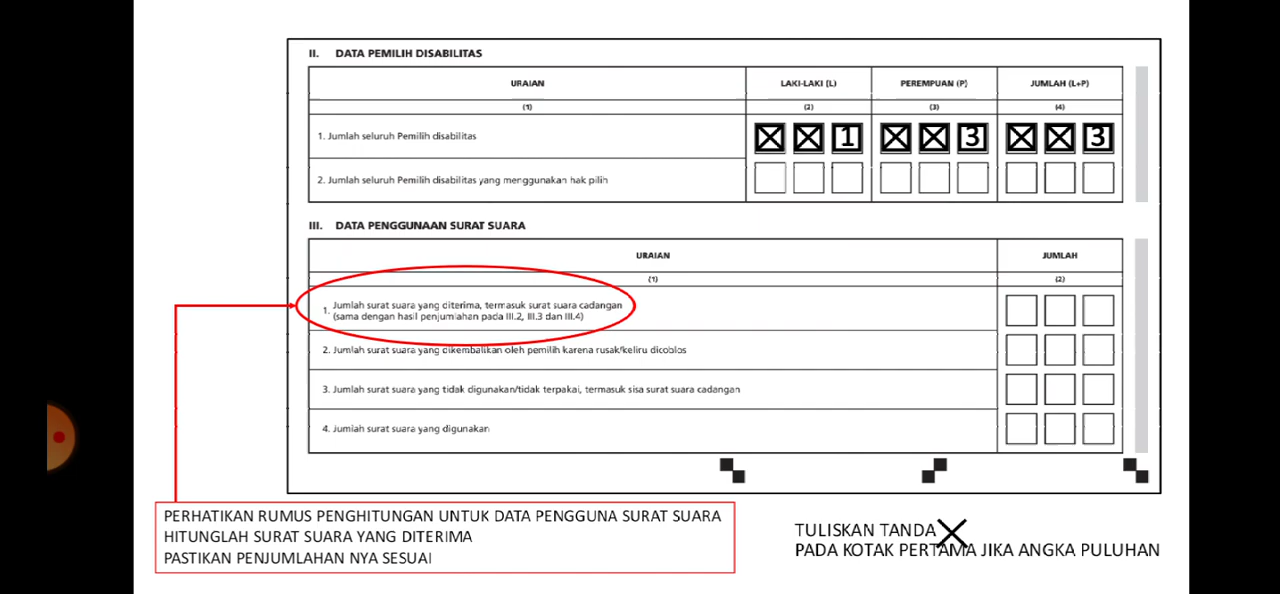 II. DATA PEMILIH DISABILITAS
URAIAN LAKI-LAKI (L) PEREMPUAN (P) JUMLAH (L+P)
(1) (2) (3) (4)
1. Jumlah seluruh Pemilih disabilitas X X 1 X X 3 X X 3
2. Jumlah seluruh Pemilih disabilitas yang menggunakan hak pilih
III. DATA PENGGUNAAN SURAT SUARA
URAIAN JUMLAH
(1) (2)
1. Jumlah surat suara yang diterima, termasuk surat suara cadangan
(sama dengan hasil penjumlahan pada III.2, III.3 dan III.4)
2. Jumlah surat suara yang dikembalikan oleh pemilih karena rusak/keliru dicoblos
3. Jumlah surat suara yang tidak digunakan/tidak terpakai, termasuk sisa surat suara cadangan
4. Jumlah surat suara yang digunakan
PERHATIKAN RUMUS PENGHITUNGAN UNTUK DATA PENGGUNA SURAT SUARA
HITUNGLAH SURAT SUARA YANG DITERIMA
PASTIKAN PENJUMLAHAN NYA SESUAI
TULISKAN TANDA X
PADA KOTAK PERTAMA JIKA ANGKA PULUHAN